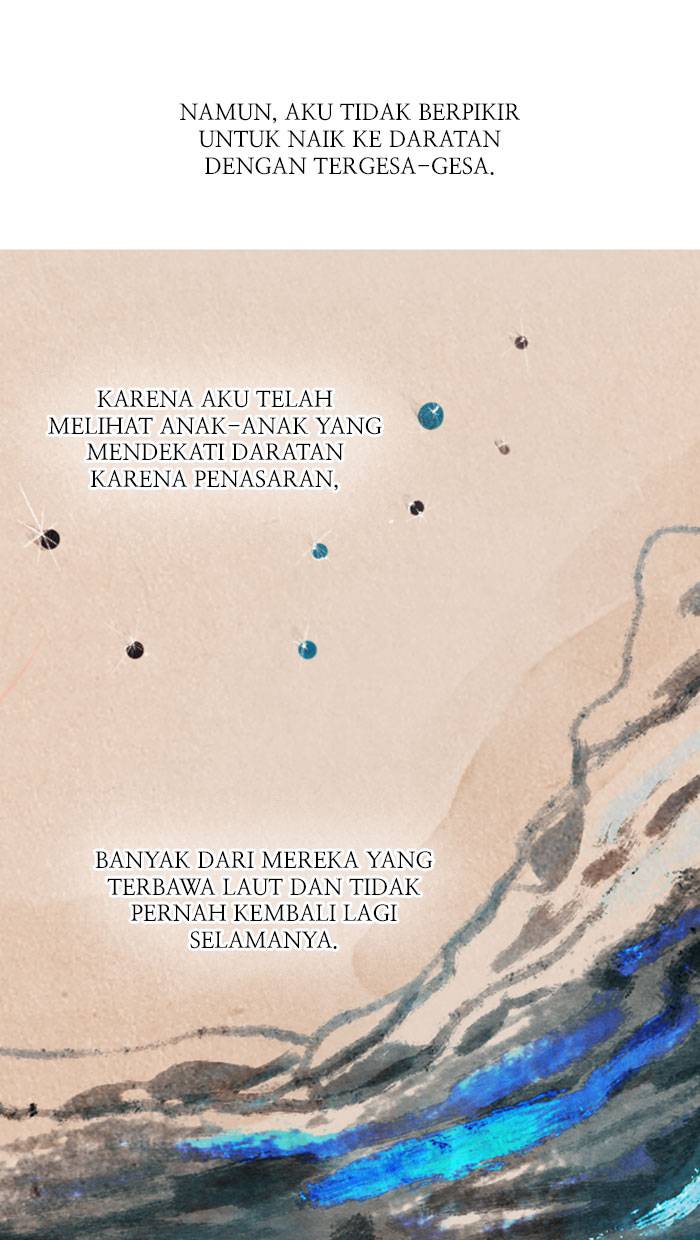 NAMUN, AKU TIDAK BERPIKIR
UNTUK NAIK KE DARATAN
DENGAN TERGESA-GESA.
KARENA AKU TELAH
MELIHAT ANAK-ANAK YANG
MENDEKATI DARATAN
KARENA PENASARAN,
BANYAK DARI MEREKA YANG
TERBAWA LAUT DAN TIDAK
PERNAH KEMBALI LAGI
SELAMANYA.